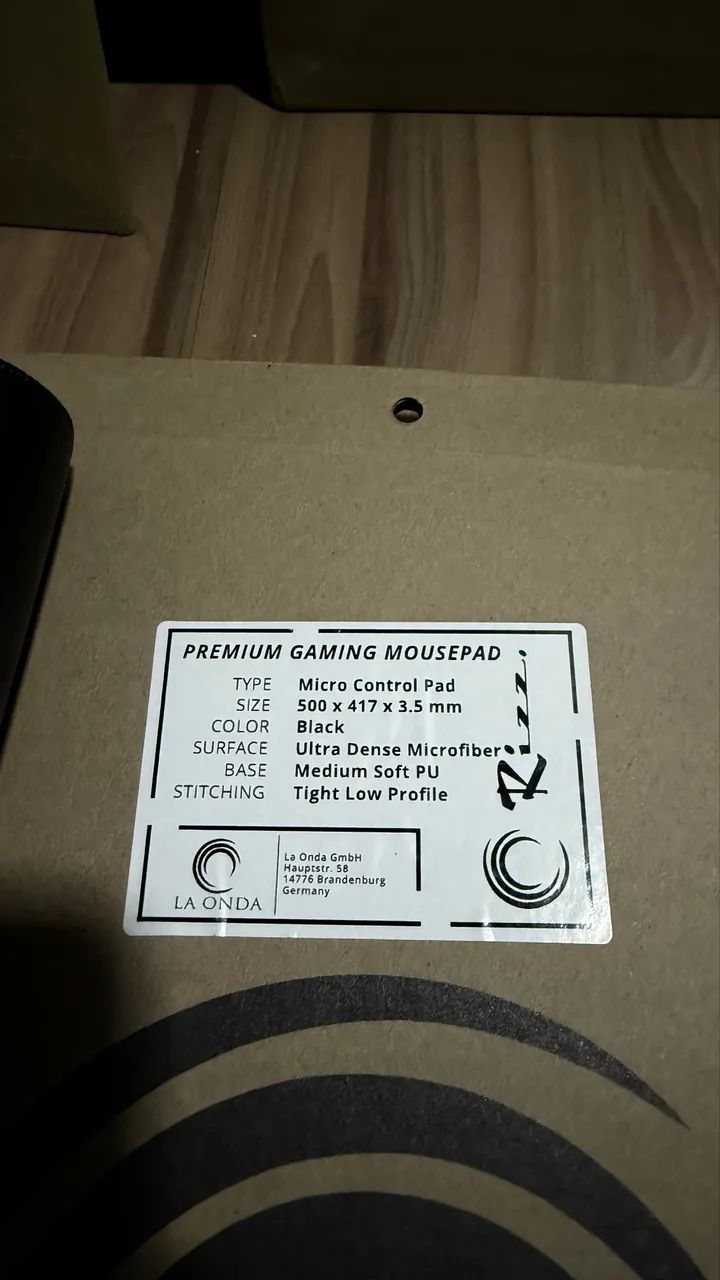 PREMIUM GAMING MOUSEPAD
TYPE Micro Control Pad
SIZE 500 x 417 x 3.5 mm
COLOR Black
SURFACE Ultra Dense Microfiber
BASE Medium Soft PU
STITCHING Tight Low Profile
Rizz.
La Onda GmbH
Hauptstr. 58
14776 Brandenburg
Germany
LA ONDA